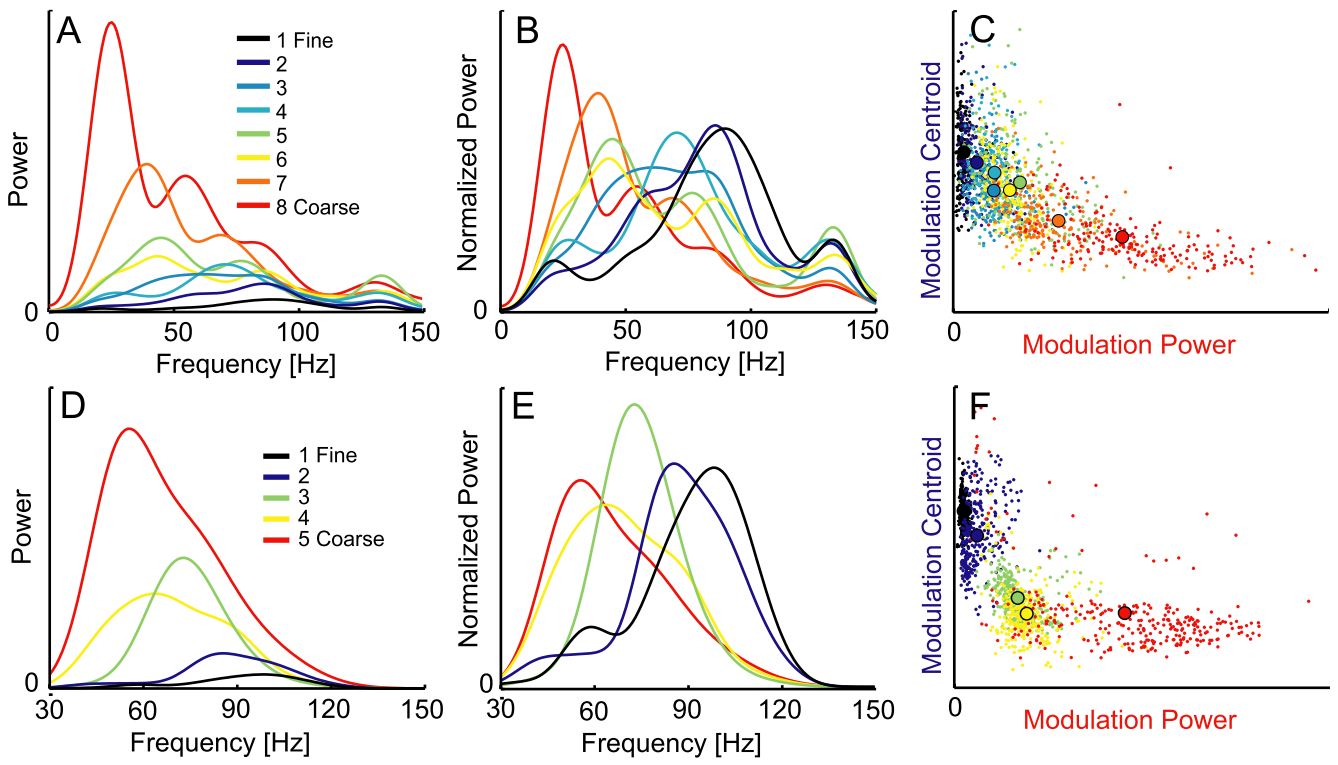 A
Power
1 Fine
2
3
4
5
6
7
8 Coarse
0
0
50
100
150
Frequency [Hz]
B
Normalized Power
0
0
50
100
150
Frequency [Hz]
C
Modulation Centroid
0
Modulation Power
D
Power
1 Fine
2
3
4
5 Coarse
0
30
60
90
120
150
Frequency [Hz]
E
Normalized Power
0
30
60
90
120
150
Frequency [Hz]
F
Modulation Centroid
0
Modulation Power